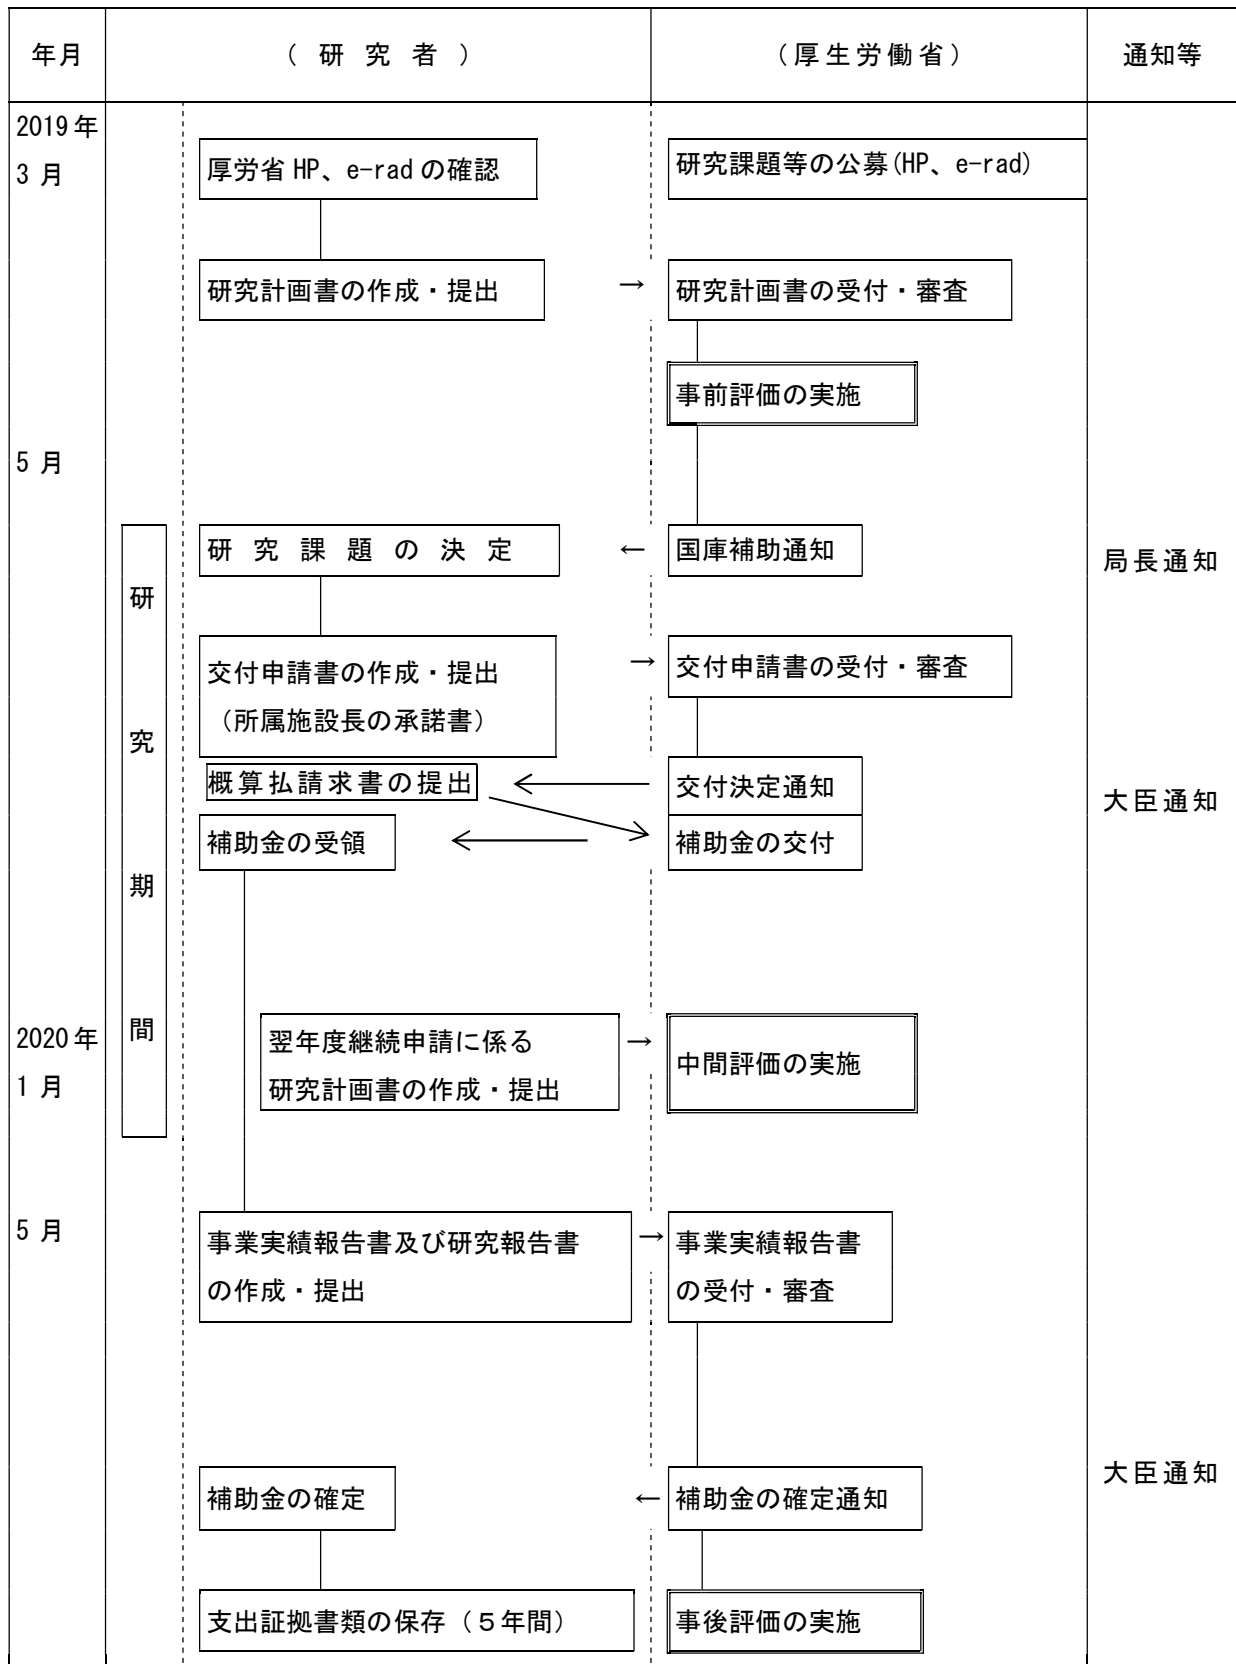 年月
（ 研 究 者 ）
（厚生労働省）
通知等
2019年
3 月
厚労省 HP、e-rad の確認
研究課題等の公募(HP、e-rad)
研究計画書の作成・提出
→
研究計画書の受付・審査
事前評価の実施
5 月
研 究 課 題 の 決 定
←
国庫補助通知
局長通知
研
究
期
間
交付申請書の作成・提出
（所属施設長の承諾書）
→
交付申請書の受付・審査
概算払請求書の提出
交付決定通知
大臣通知
補助金の受領
補助金の交付
2020年
1 月
翌年度継続申請に係る
研究計画書の作成・提出
→
中間評価の実施
5 月
事業実績報告書及び研究報告書
の作成・提出
→
事業実績報告書
の受付・審査
補助金の確定
←
補助金の確定通知
大臣通知
支出証拠書類の保存（５年間）
事後評価の実施